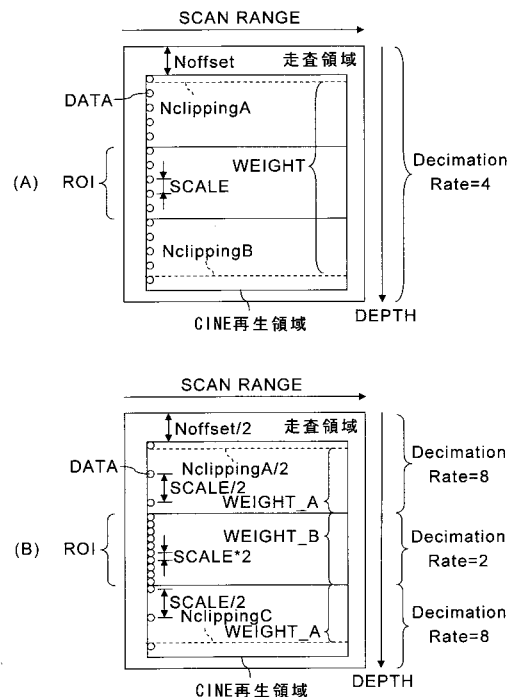 SCAN RANGE
Noffset
走査領域
DATA
NclippingA
(A)
ROI
WEIGHT
SCALE
Decimation
Rate=4
NclippingB
CINE再生領域
DEPTH
SCAN RANGE
Noffset/2
走査領域
DATA
NclippingA/2
SCALE/2
WEIGHT_A
Decimation
Rate=8
(B)
ROI
WEIGHT_B
SCALE*2
Decimation
Rate=2
SCALE/2
NclippingC
WEIGHT_A
Decimation
Rate=8
CINE再生領域
DEPTH